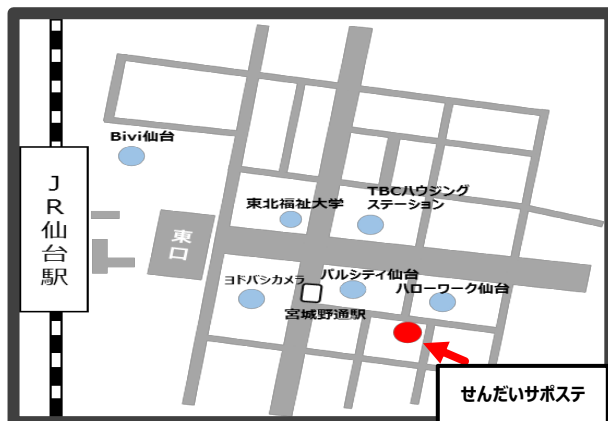 Bivi仙台
JR仙台駅
東口
東北福祉大学
TBCハウジング
ステーション
ヨドバシカメラ
パルシティ仙台
ハローワーク仙台
宮城野通駅
せんだいサポステ